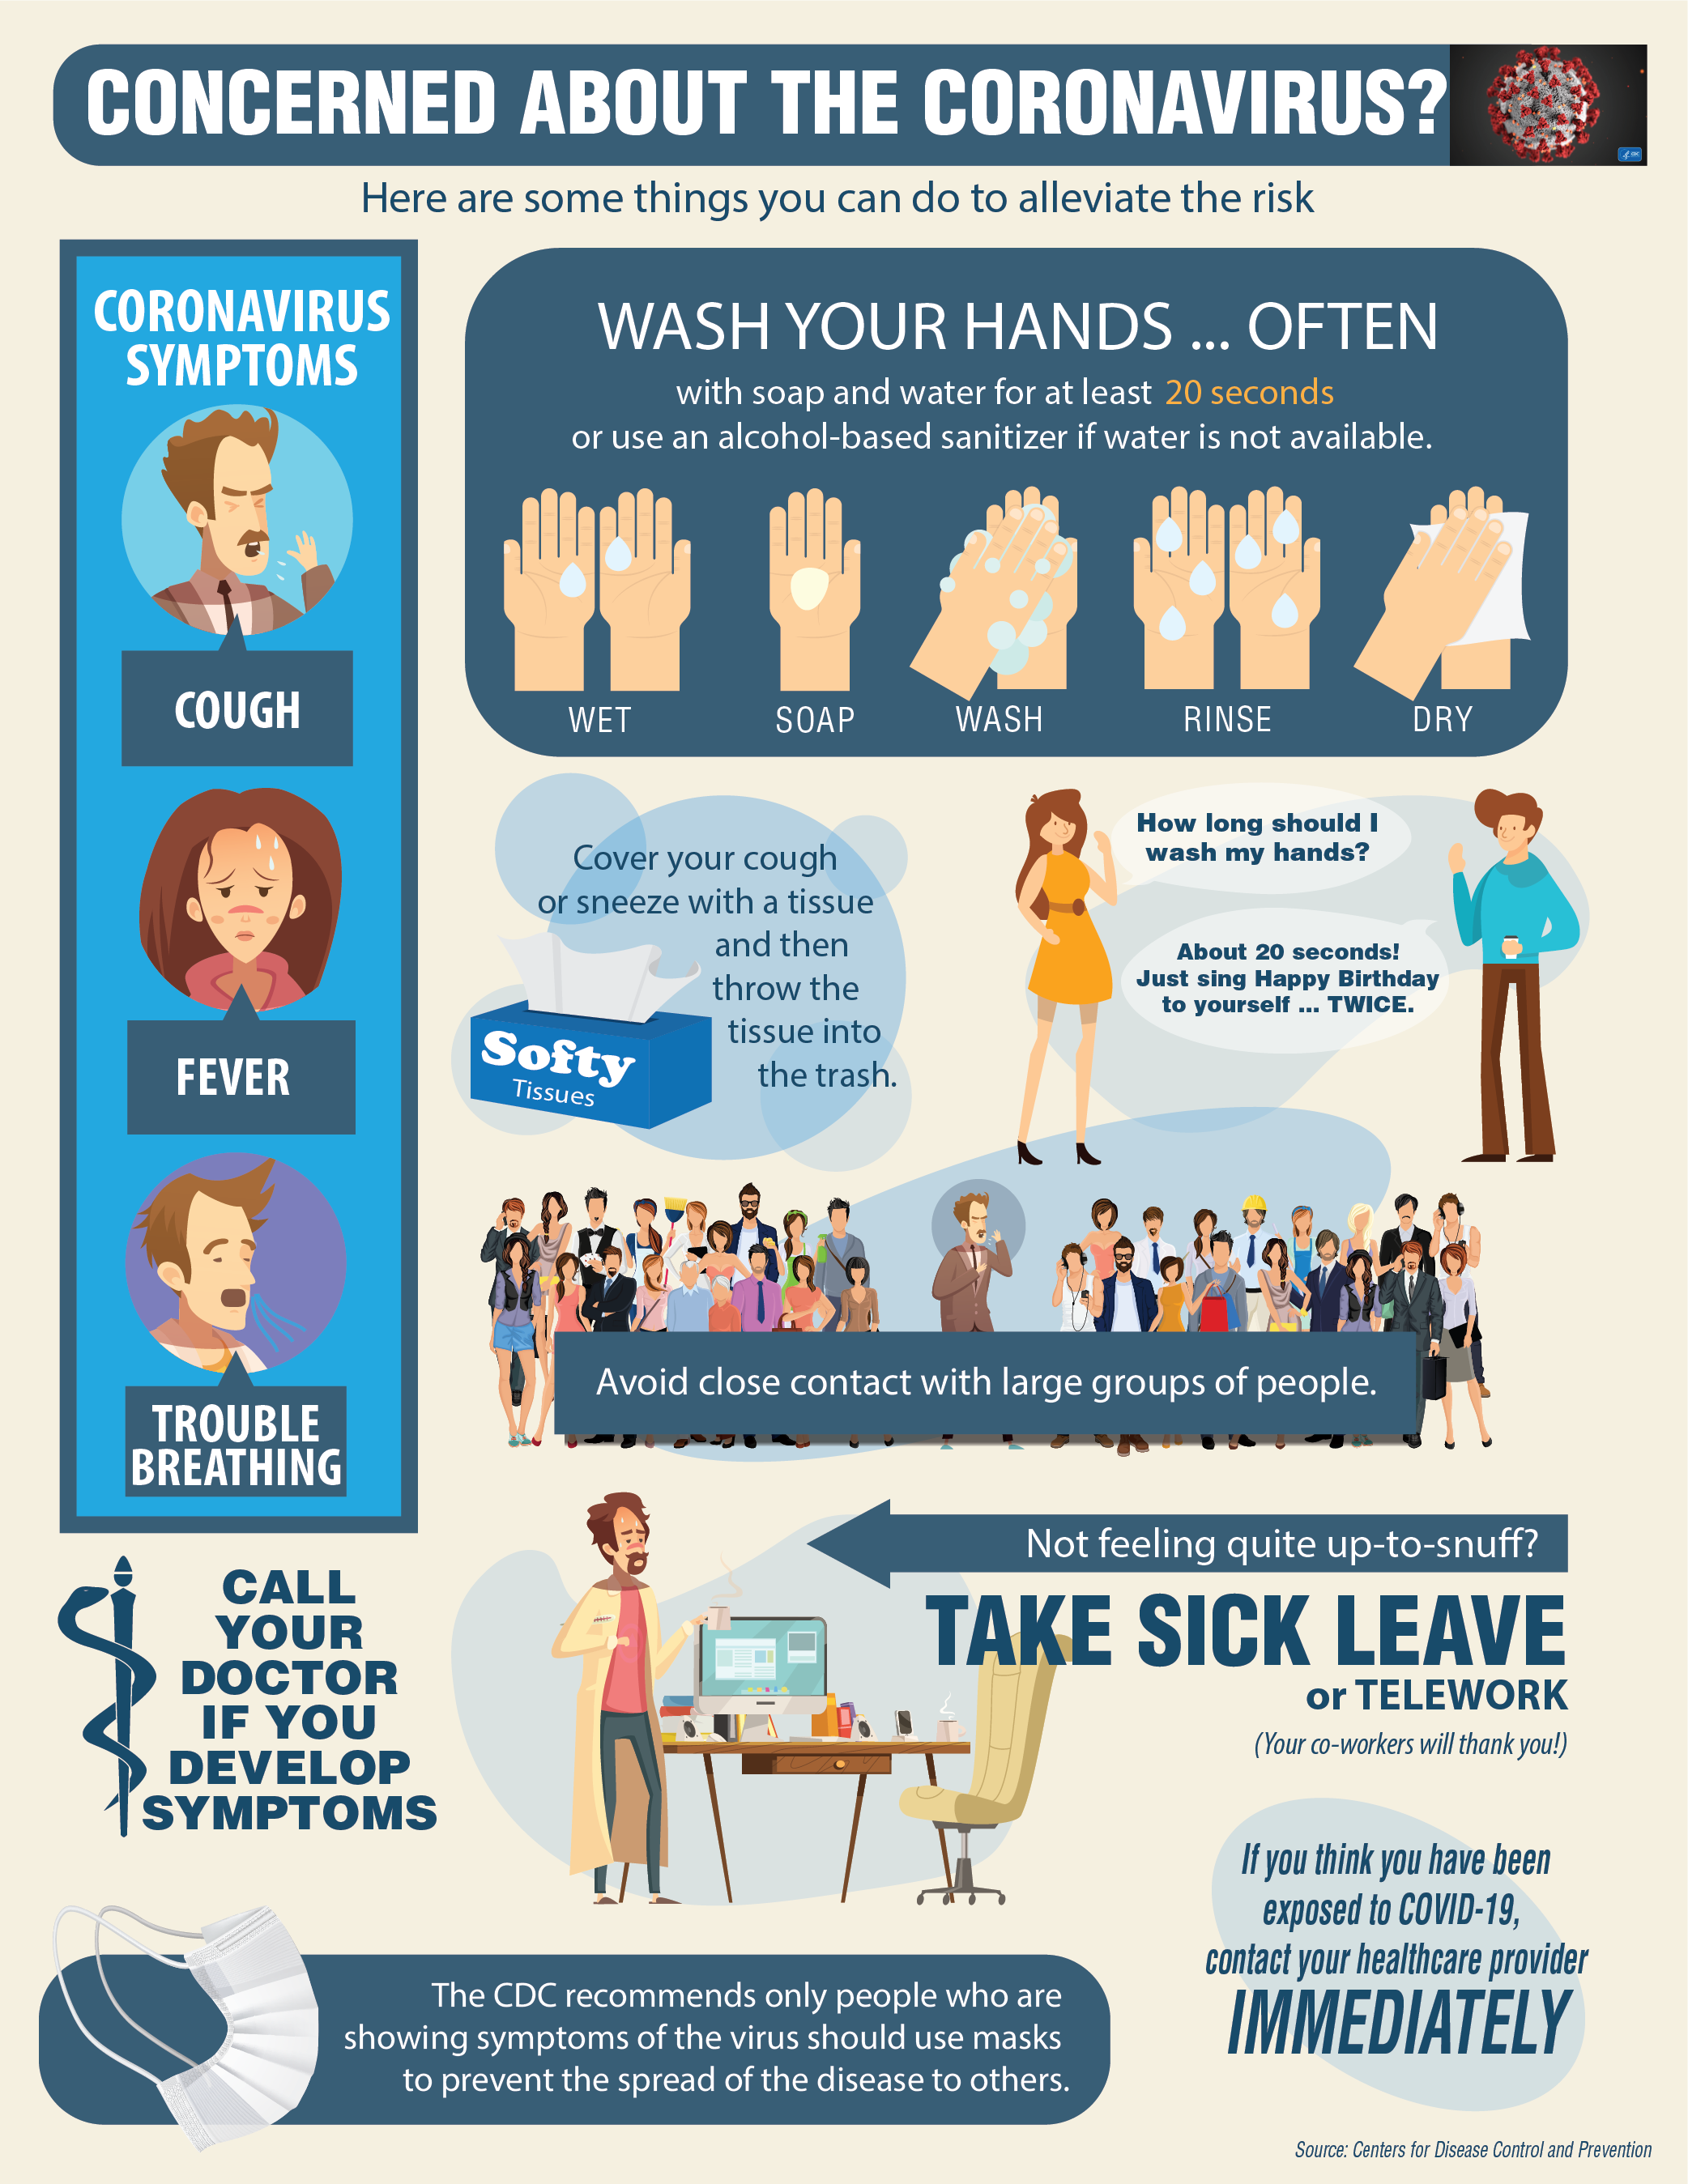 CONCERNED ABOUT THE CORONAVIRUS?
Here are some things you can do to alleviate the risk
CORONAVIRUS
SYMPTOMS
COUGH
FEVER
TROUBLE
BREATHING
WASH YOUR HANDS ... OFTEN
with soap and water for at least 20 seconds
or use an alcohol-based sanitizer if water is not available.
WET
SOAP
WASH
RINSE
DRY
Cover your cough
or sneeze with a tissue
and then
throw the
tissue into
the trash.
Softy
Tissues
How long should I
wash my hands?
About 20 seconds!
Just sing Happy Birthday
to yourself ... TWICE.
Avoid close contact with large groups of people.
Not feeling quite up-to-snuff?
TAKE SICK LEAVE
or TELEWORK
(Your co-workers will thank you!)
CALL
YOUR
DOCTOR
IF YOU
DEVELOP
SYMPTOMS
If you think you have been
exposed to COVID-19,
contact your healthcare provider
IMMEDIATELY
The CDC recommends only people who are
showing symptoms of the virus should use masks
to prevent the spread of the disease to others.
Source: Centers for Disease Control and Prevention